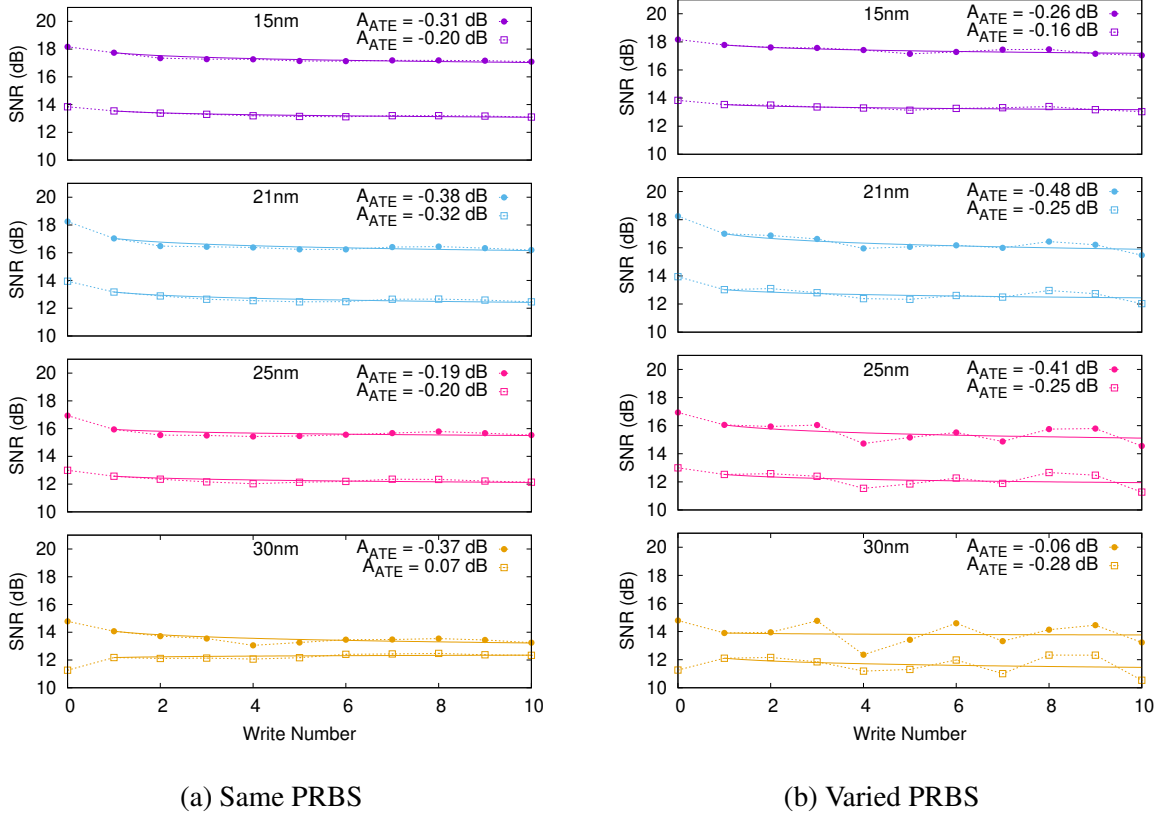 20
18
16
14
12
10
SNR (dB)
15nm
A_ATE = -0.31 dB
A_ATE = -0.20 dB
20
18
16
14
12
10
SNR (dB)
21nm
A_ATE = -0.38 dB
A_ATE = -0.32 dB
20
18
16
14
12
10
SNR (dB)
25nm
A_ATE = -0.19 dB
A_ATE = -0.20 dB
20
18
16
14
12
10
SNR (dB)
30nm
A_ATE = -0.37 dB
A_ATE = 0.07 dB
0 2 4 6 8 10
Write Number
(a) Same PRBS
20
18
16
14
12
10
SNR (dB)
15nm
A_ATE = -0.26 dB
A_ATE = -0.16 dB
20
18
16
14
12
10
SNR (dB)
21nm
A_ATE = -0.48 dB
A_ATE = -0.25 dB
20
18
16
14
12
10
SNR (dB)
25nm
A_ATE = -0.41 dB
A_ATE = -0.25 dB
20
18
16
14
12
10
SNR (dB)
30nm
A_ATE = -0.06 dB
A_ATE = -0.28 dB
0 2 4 6 8 10
Write Number
(b) Varied PRBS